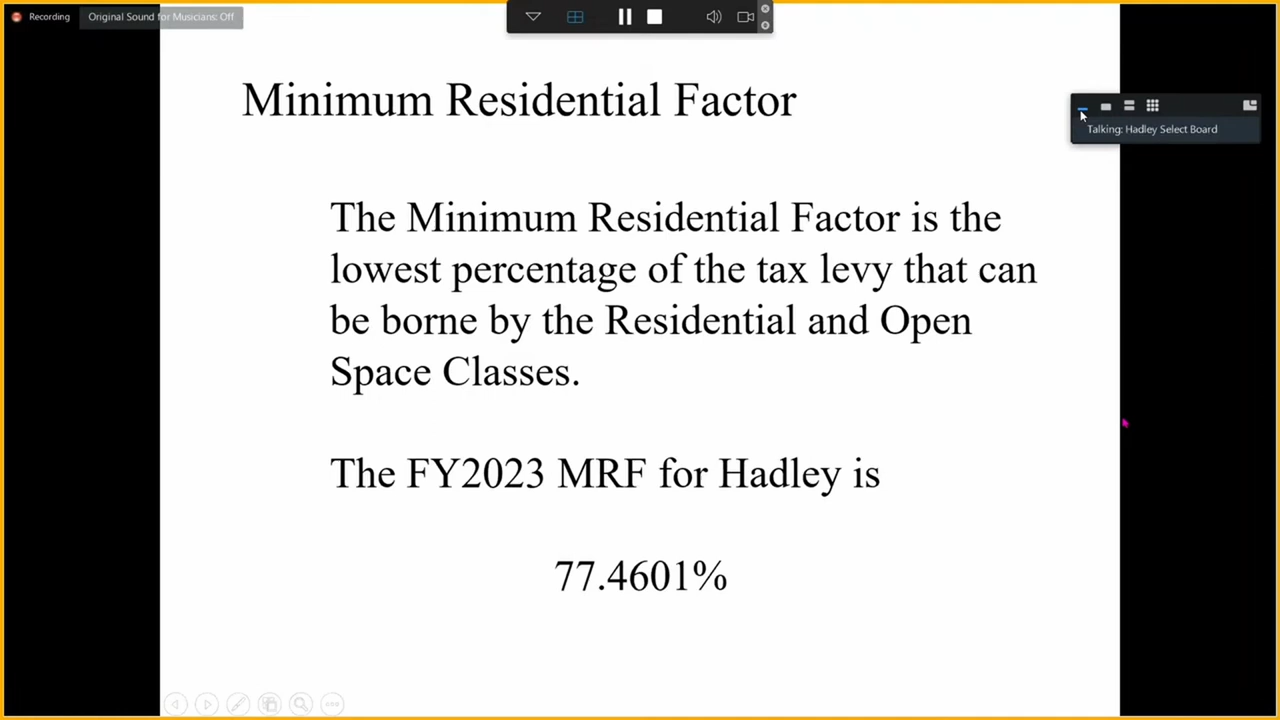 Recording
Original Sound for Musicians: Off
Minimum Residential Factor
Talking: Hadley Select Board
The Minimum Residential Factor is the
lowest percentage of the tax levy that can
be borne by the Residential and Open
Space Classes.
The FY2023 MRF for Hadley is
77.4601%